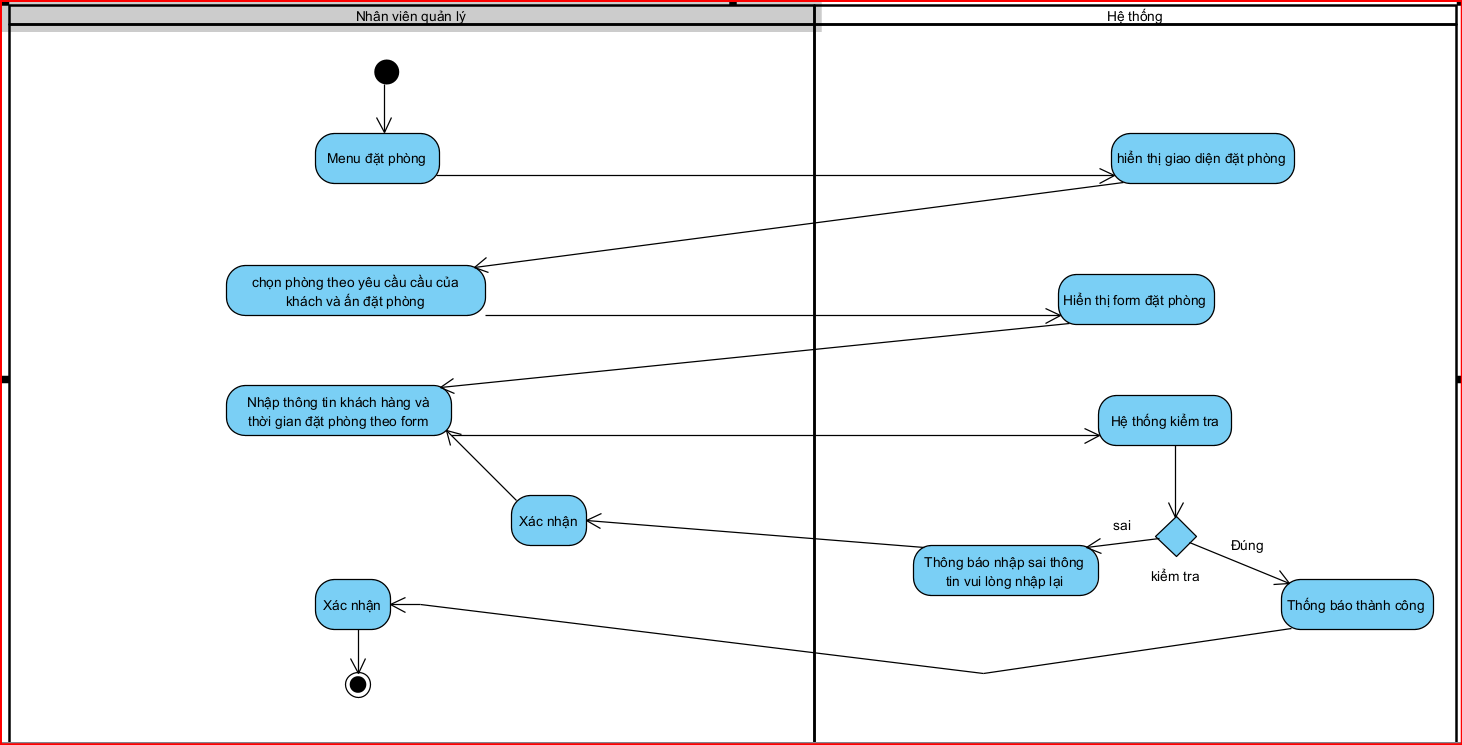 Nhân viên quản lý
Hệ thống
Menu đặt phòng
hiển thị giao diện đặt phòng
chọn phòng theo yêu cầu cầu của
khách và ấn đặt phòng
Hiển thị form đặt phòng
Nhập thông tin khách hàng và
thời gian đặt phòng theo form
Hệ thống kiểm tra
Xác nhận
sai
Đúng
Thông báo nhập sai thông
tin vui lòng nhập lại
kiểm tra
Xác nhận
Thống báo thành công